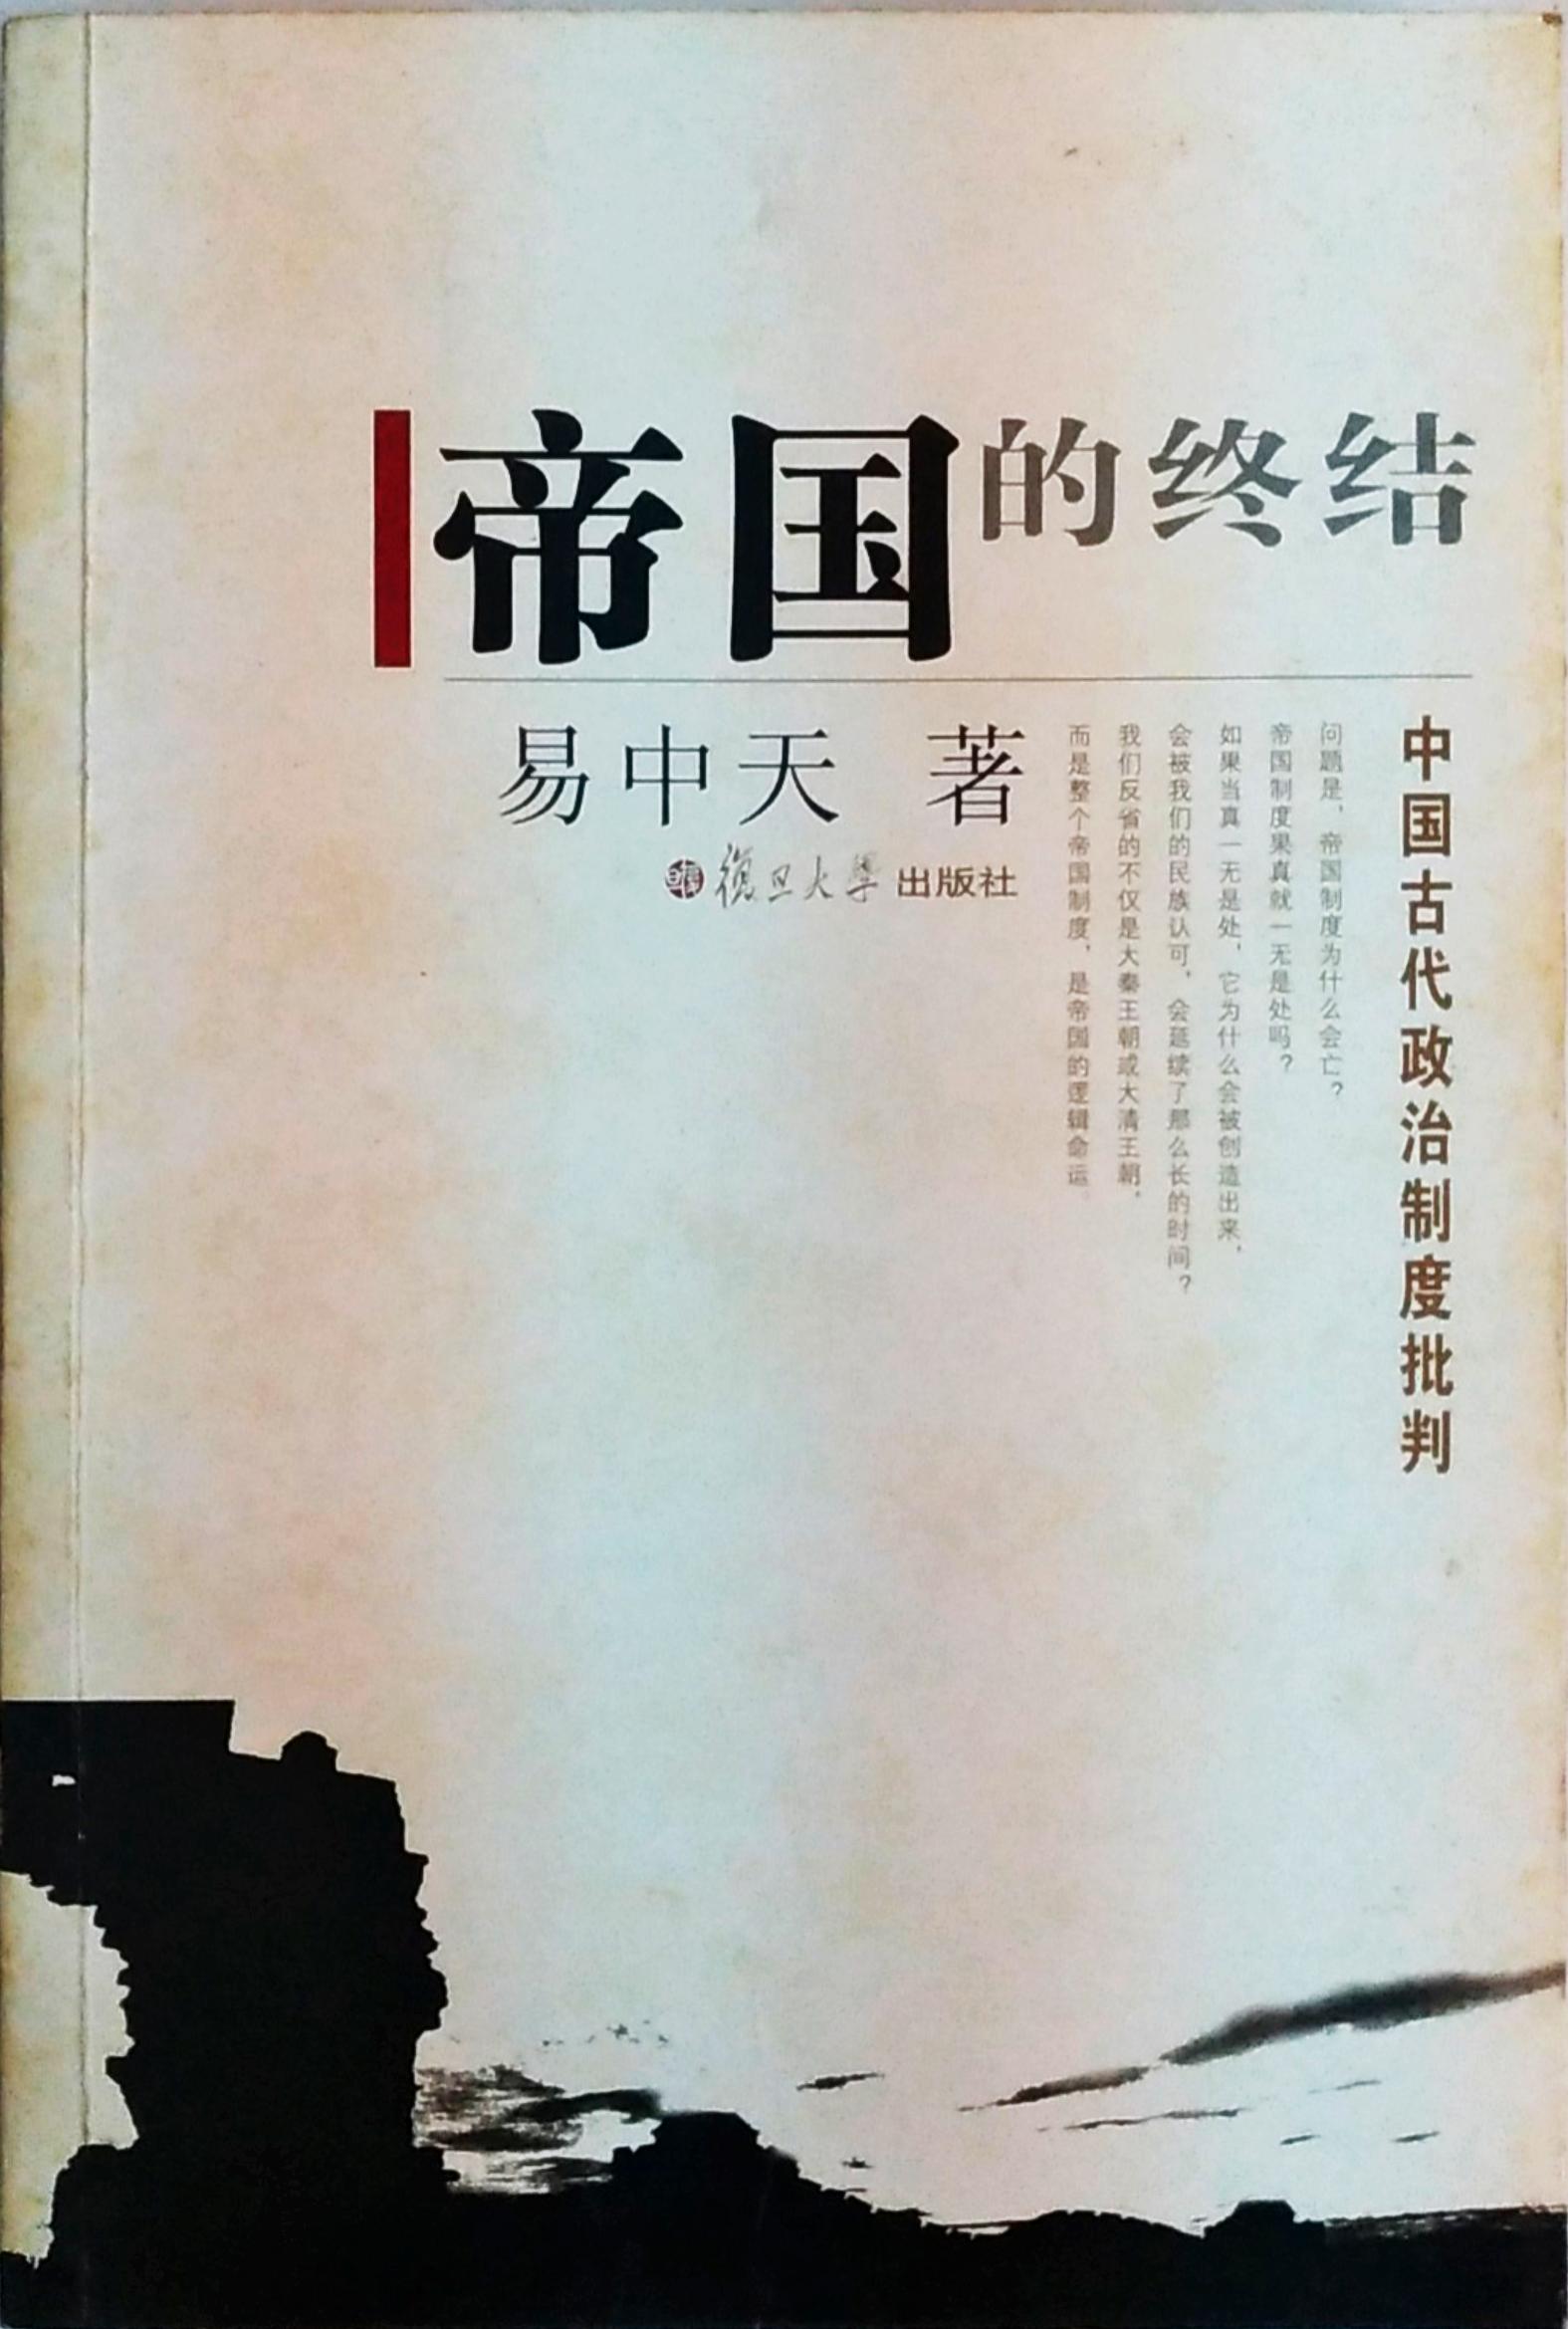 帝国的终结
易中天 著
復旦大學出版社
中国古代政治制度批判
问题是，帝国制度为什么会亡？
帝国制度果真就一无是处吗？
如果当真一无是处，它为什么会被创造出来，
会被我们的民族认可，会延续了那么长的时间？
我们反省的不仅是大秦王朝或大清王朝，
而是整个帝国制度，是帝国的逻辑命运